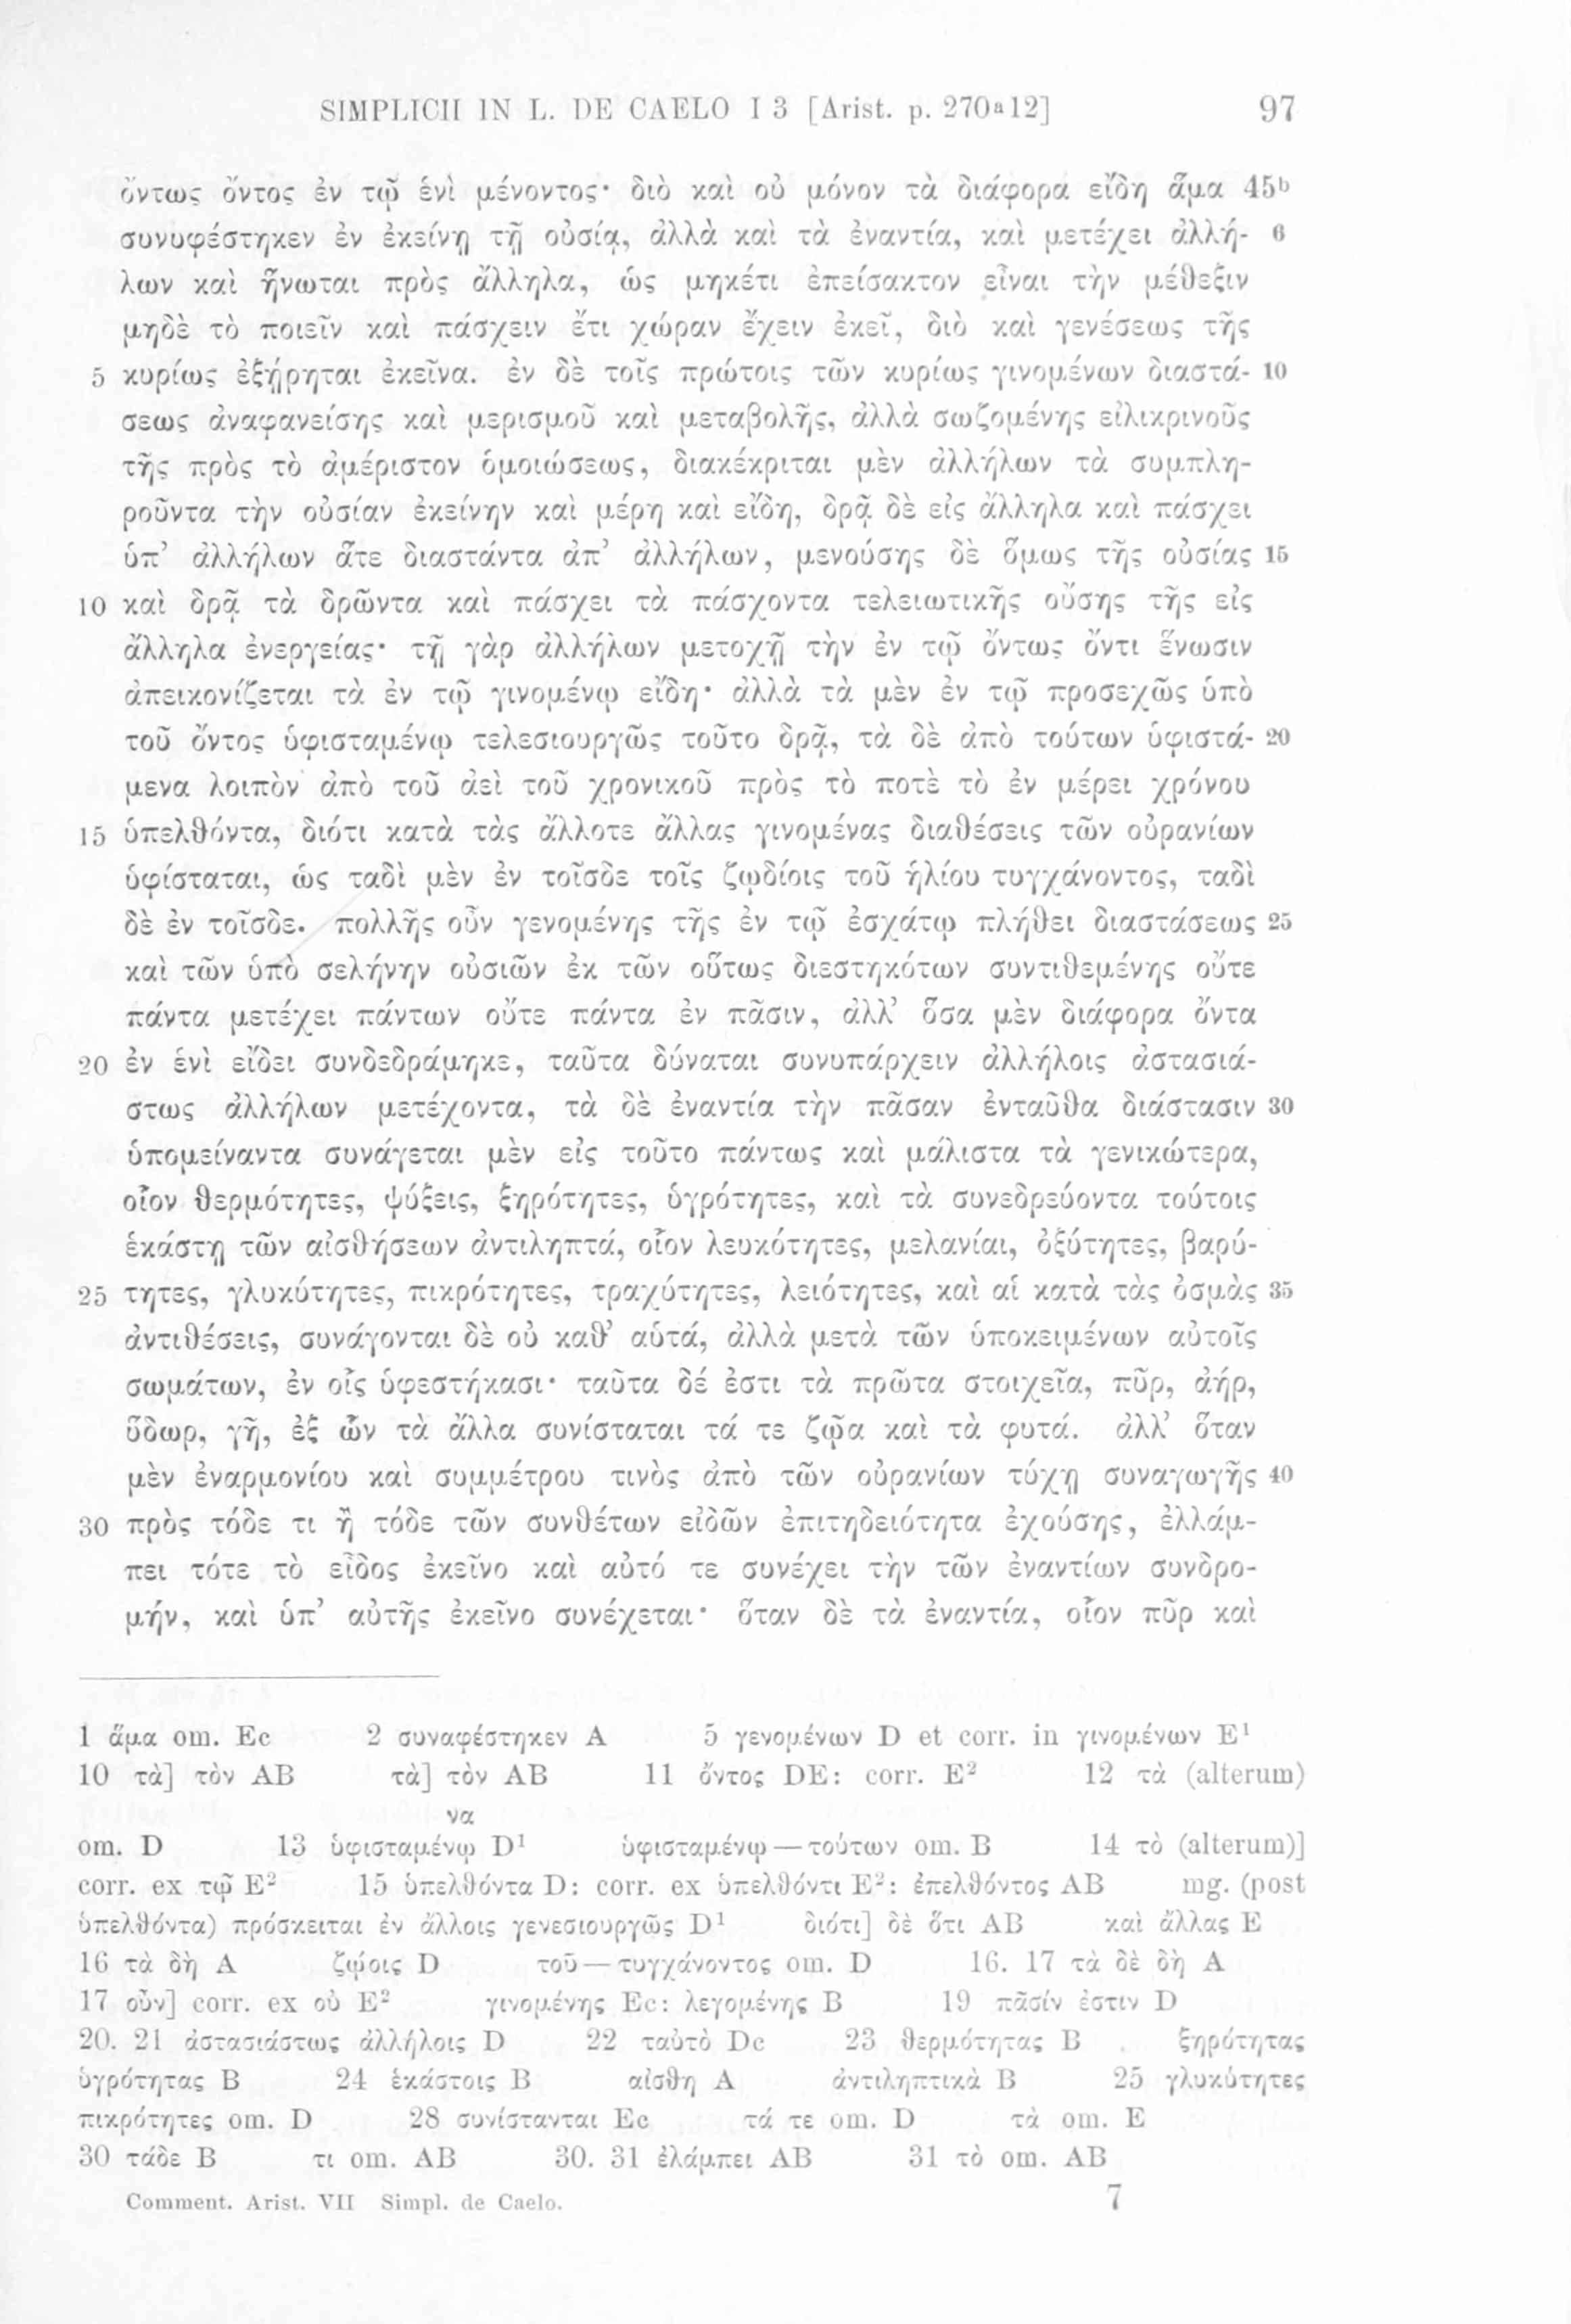 SIMPLICII IN L. DE CAELO I 3 [Arist. p. 270a12] 97
ὄντως ὄντος ἐν τῷ ἑνὶ μένοντος· διὸ καὶ οὐ μόνον τὰ διάφορα εἴδη ἅμα 45b
συνυφέστηκεν ἐν ἐκείνῃ τῇ οὐσίᾳ, ἀλλὰ καὶ τὰ ἐναντία, καὶ μετέχει ἀλλή- 6
λων καὶ ἥνωται πρὸς ἄλληλα, ὡς μηκέτι ἐπείσακτον εἶναι τὴν μέθεξιν
μηδὲ τὸ ποιεῖν καὶ πάσχειν ἔτι χώραν ἔχειν ἐκεῖ, διὸ καὶ γενέσεως τῆς
5 κυρίως ἐξῄρηται ἐκεῖνα. ἐν δὲ τοῖς πρώτοις τῶν κυρίως γινομένων διαστά- 10
σεως ἀναφανείσης καὶ μερισμοῦ καὶ μεταβολῆς, ἀλλὰ σωζομένης εἰλικρινοῦς
τῆς πρὸς τὸ ἀμέριστον ὁμοιώσεως, διακέκριται μὲν ἀλλήλων τὰ συμπλη-
ροῦντα τὴν οὐσίαν ἐκείνην καὶ μέρη καὶ εἴδη, δρᾷ δὲ εἰς ἄλληλα καὶ πάσχει
ὑπ’ ἀλλήλων ἅτε διαστάντα ἀπ’ ἀλλήλων, μενούσης δὲ ὅμως τῆς οὐσίας 15
10 καὶ δρᾷ τὰ δρῶντα καὶ πάσχει τὰ πάσχοντα τελειωτικῆς οὔσης τῆς εἰς
ἄλληλα ἐνεργείας· τῇ γὰρ ἀλλήλων μετοχῇ τὴν ἐν τῷ ὄντως ὄντι ἕνωσιν
ἀπεικονίζεται τὰ ἐν τῷ γινομένῳ εἴδη· ἀλλὰ τὰ μὲν ἐν τῷ προσεχῶς ὑπὸ
τοῦ ὄντος ὑφισταμένῳ τελεσιουργῶς τοῦτο δρᾷ, τὰ δὲ ἀπὸ τούτων ὑφιστά- 20
μενα λοιπὸν ἀπὸ τοῦ ἀεὶ τοῦ χρονικοῦ πρὸς τὸ ποτὲ τὸ ἐν μέρει χρόνου
15 ὑπελθόντα, διότι κατὰ τὰς ἄλλοτε ἄλλας γινομένας διαθέσεις τῶν οὐρανίων
ὑφίσταται, ὡς ταδὶ μὲν ἐν τοῖσδε τοῖς ζῳδίοις τοῦ ἡλίου τυγχάνοντος, ταδὶ
δὲ ἐν τοῖσδε. πολλῆς οὖν γενομένης τῆς ἐν τῷ ἐσχάτῳ πλήθει διαστάσεως 25
καὶ τῶν ὑπὸ σελήνην οὐσιῶν ἐκ τῶν οὕτως διεστηκότων συντιθεμένης οὔτε
πάντα μετέχει πάντων οὔτε πάντα ἐν πᾶσιν, ἀλλ’ ὅσα μὲν διάφορα ὄντα
20 ἐν ἑνὶ εἴδει συνδεδράμηκε, ταῦτα δύναται συνυπάρχειν ἀλλήλοις ἀστασιά-
στως ἀλλήλων μετέχοντα, τὰ δὲ ἐναντία τὴν πᾶσαν ἐνταῦθα διάστασιν 30
ὑπομείναντα συνάγεται μὲν εἰς τοῦτο πάντως καὶ μάλιστα τὰ γενικώτερα,
οἷον θερμότητες, ψύξεις, ξηρότητες, ὑγρότητες, καὶ τὰ συνεδρεύοντα τούτοις
ἑκάστῃ τῶν αἰσθήσεων ἀντιληπτά, οἷον λευκότητες, μελανίαι, ὀξύτητες, βαρύ-
25 τητες, γλυκύτητες, πικρότητες, τραχύτητες, λειότητες, καὶ αἱ κατὰ τὰς ὀσμὰς 35
ἀντιθέσεις, συνάγονται δὲ οὐ καθ’ αὑτά, ἀλλὰ μετὰ τῶν ὑποκειμένων αὐτοῖς
σωμάτων, ἐν οἷς ὑφεστήκασι· ταῦτα δέ ἐστι τὰ πρῶτα στοιχεῖα, πῦρ, ἀήρ,
ὕδωρ, γῆ, ἐξ ὧν τὰ ἄλλα συνίσταται τά τε ζῷα καὶ τὰ φυτά. ἀλλ’ ὅταν
μὲν ἐναρμονίου καὶ συμμέτρου τινὸς ἀπὸ τῶν οὐρανίων τύχῃ συναγωγῆς 40
30 πρὸς τόδε τι ἢ τόδε τῶν συνθέτων εἰδῶν ἐπιτηδειότητα ἐχούσης, ἐλλάμ-
πει τότε τὸ εἶδος ἐκεῖνο καὶ αὐτό τε συνέχει τὴν τῶν ἐναντίων συνδρο-
μήν, καὶ ὑπ’ αὐτῆς ἐκεῖνο συνέχεται· ὅταν δὲ τὰ ἐναντία, οἷον πῦρ καὶ
1 ἅμα om. Ec 2 συναφέστηκεν A 5 γενομένων D et corr. in γινομένων E¹
10 τὰ] τὸν AB τὰ] τὸν AB 11 ὄντος DE: corr. E² 12 τὰ (alterum)
να
om. D 13 ὑφισταμένῳ D¹ ὑφισταμένῳ — τούτων om. B 14 τὸ (alterum)]
corr. ex τῷ E² 15 ὑπελθόντα D: corr. ex ὑπελθόντι E²: ἐπελθόντος AB mg. (post
ὑπελθόντα) πρόσκειται ἐν ἄλλοις γενεσιουργῶς D¹ διότι] δὲ ὅτι AB καὶ ἄλλας E
16 τὰ δὴ A ζῴοις D τοῦ — τυγχάνοντος om. D 16. 17 τὰ δὲ δὴ A
17 οὖν] corr. ex οὐ E² γινομένης Ec: λεγομένης B 19 πᾶσίν ἐστιν D
20. 21 ἀστασιάστως ἀλλήλοις D 22 ταὐτὸ Dc 23 θερμότητας B ξηρότητας
ὑγρότητας B 24 ἑκάστοις B αἰσθη A ἀντιληπτικὰ B 25 γλυκύτητες
πικρότητες om. D 28 συνίστανται Ec τά τε om. D τὰ om. E
30 τάδε B τι om. AB 30. 31 ἐλάμπει AB 31 τὸ om. AB
Comment. Arist. VII Simpl. de Caelo. 7